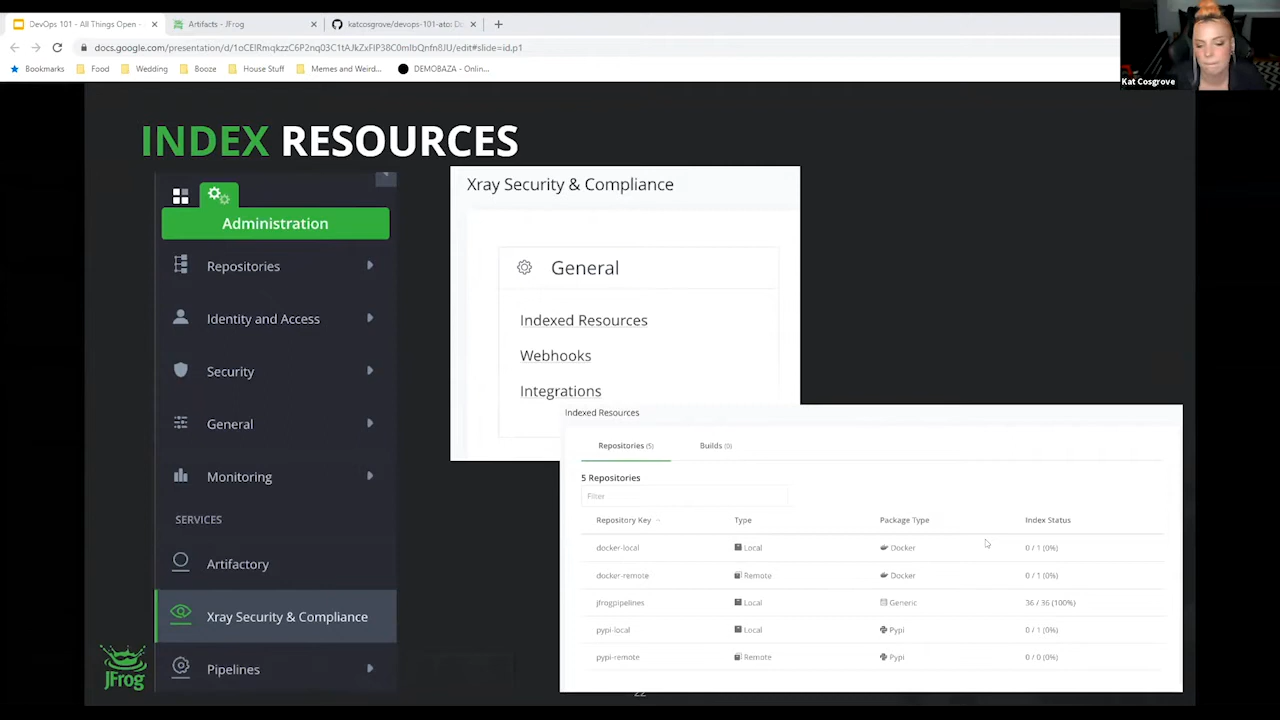 DevOps 101 - All Things Open -
Artifacts - JFrog
katcosgrove/devops-101-ato: Do
docs.google.com/presentation/d/1oCElRmqkzzC6P2nq03C1tAJkZxFlP38C0mIbQnfn8JU/edit#slide=id.p1
Bookmarks
Food
Wedding
Booze
House Stuff
Memes and Weird...
DEMOBAZA - Onlin...
Kat Cosgrove
INDEX RESOURCES
Administration
Repositories
Identity and Access
Security
General
Monitoring
SERVICES
Artifactory
Xray Security & Compliance
Pipelines
JFrog
Xray Security & Compliance
General
Indexed Resources
Webhooks
Integrations
Indexed Resources
Repositories (5) Builds (0)
5 Repositories
Filter
Repository Key Type Package Type Index Status
docker-local Local Docker 0 / 1 (0%)
docker-remote Remote Docker 0 / 1 (0%)
jfrogpipelines Local Generic 36 / 36 (100%)
pypi-local Local Pypi 0 / 1 (0%)
pypi-remote Remote Pypi 0 / 0 (0%)
22